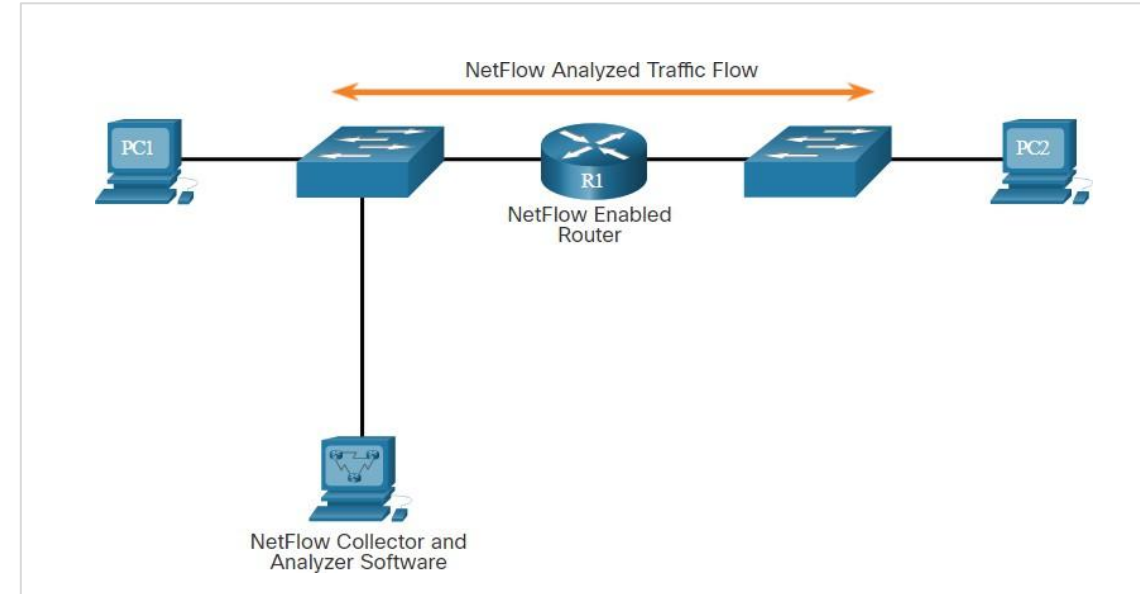 NetFlow Analyzed Traffic Flow
PC1
R1
PC2
NetFlow Enabled
Router
NetFlow Collector and
Analyzer Software